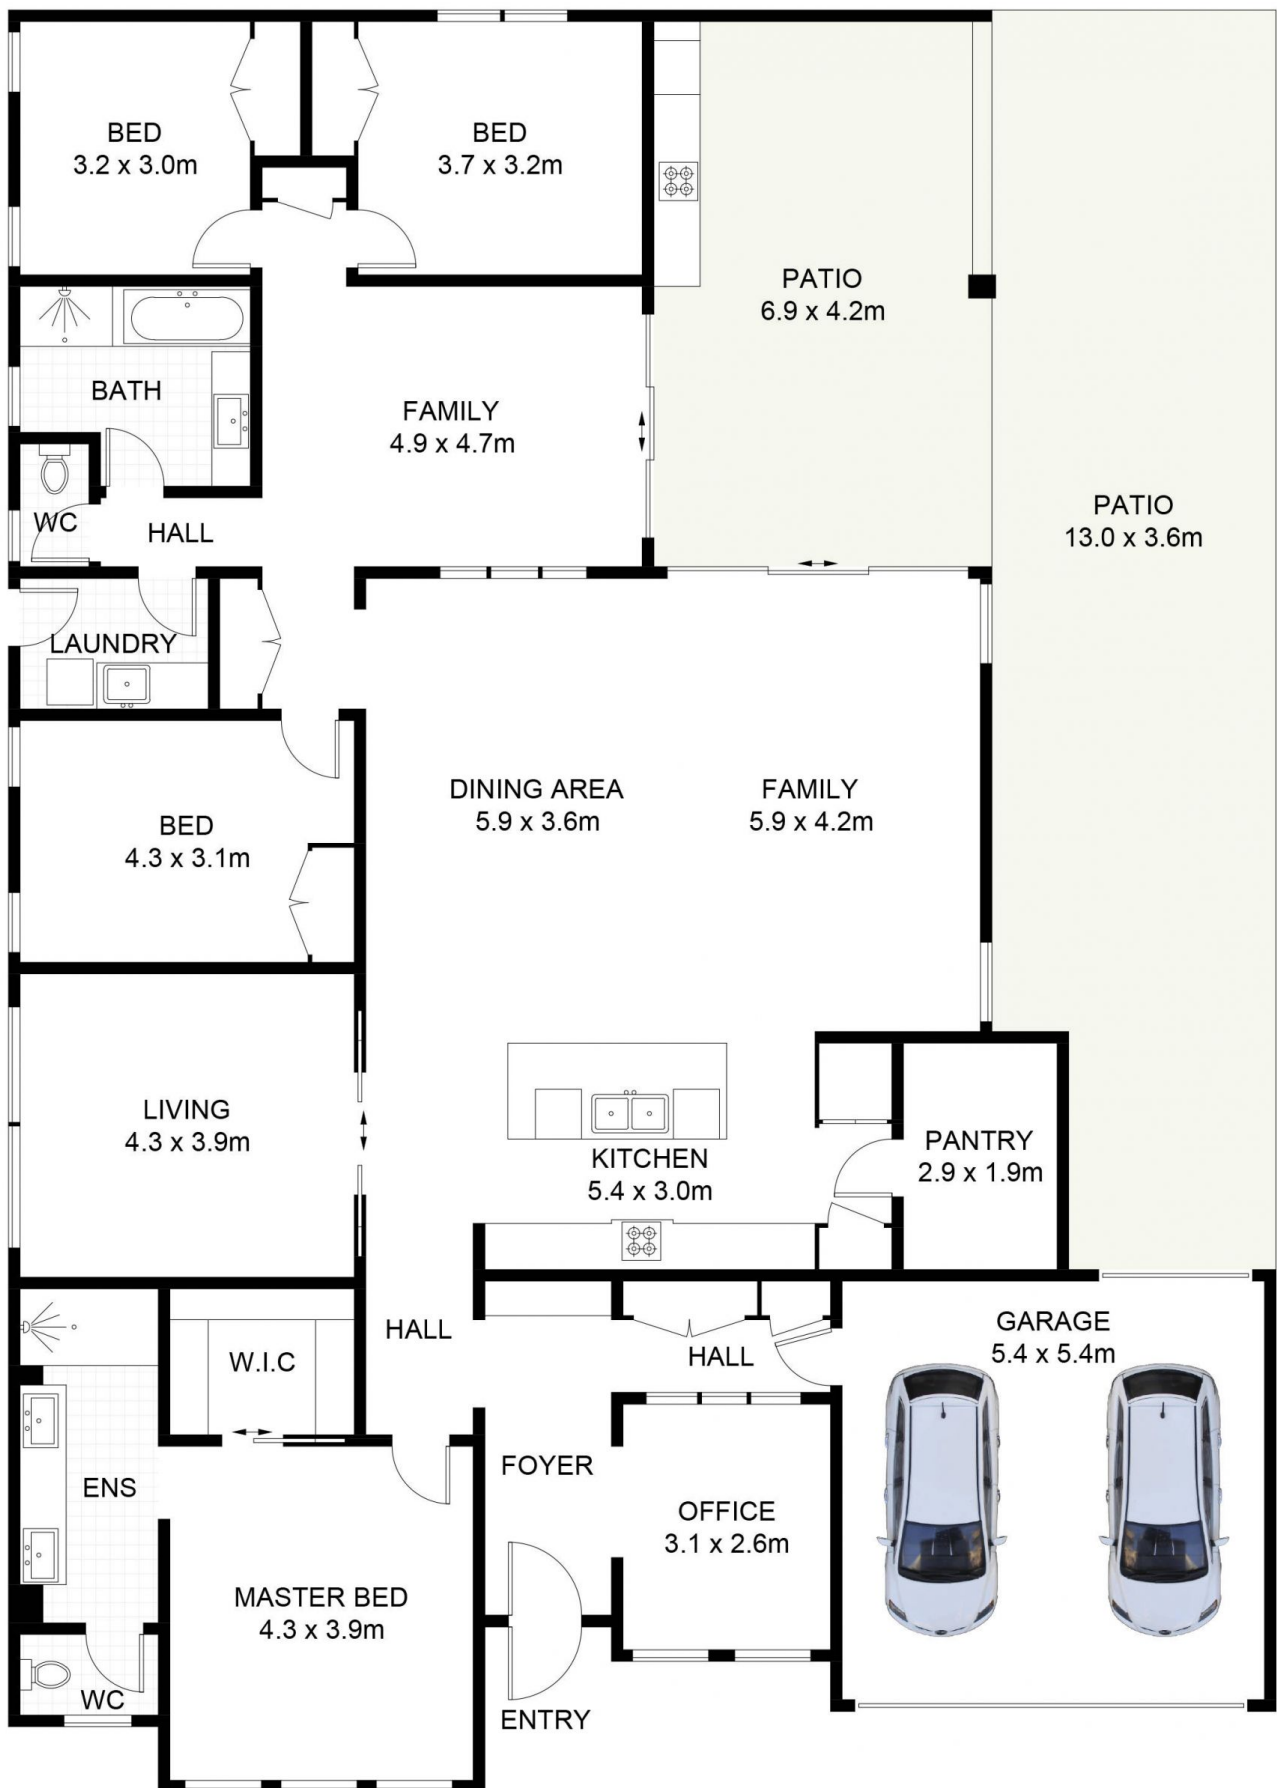 BED
3.2 x 3.0m
BED
3.7 x 3.2m
PATIO
6.9 x 4.2m
BATH
FAMILY
4.9 x 4.7m
PATIO
13.0 x 3.6m
WC
HALL
LAUNDRY
DINING AREA
5.9 x 3.6m
FAMILY
5.9 x 4.2m
BED
4.3 x 3.1m
LIVING
4.3 x 3.9m
KITCHEN
5.4 x 3.0m
PANTRY
2.9 x 1.9m
HALL
W.I.C
HALL
GARAGE
5.4 x 5.4m
ENS
FOYER
OFFICE
3.1 x 2.6m
MASTER BED
4.3 x 3.9m
WC
ENTRY